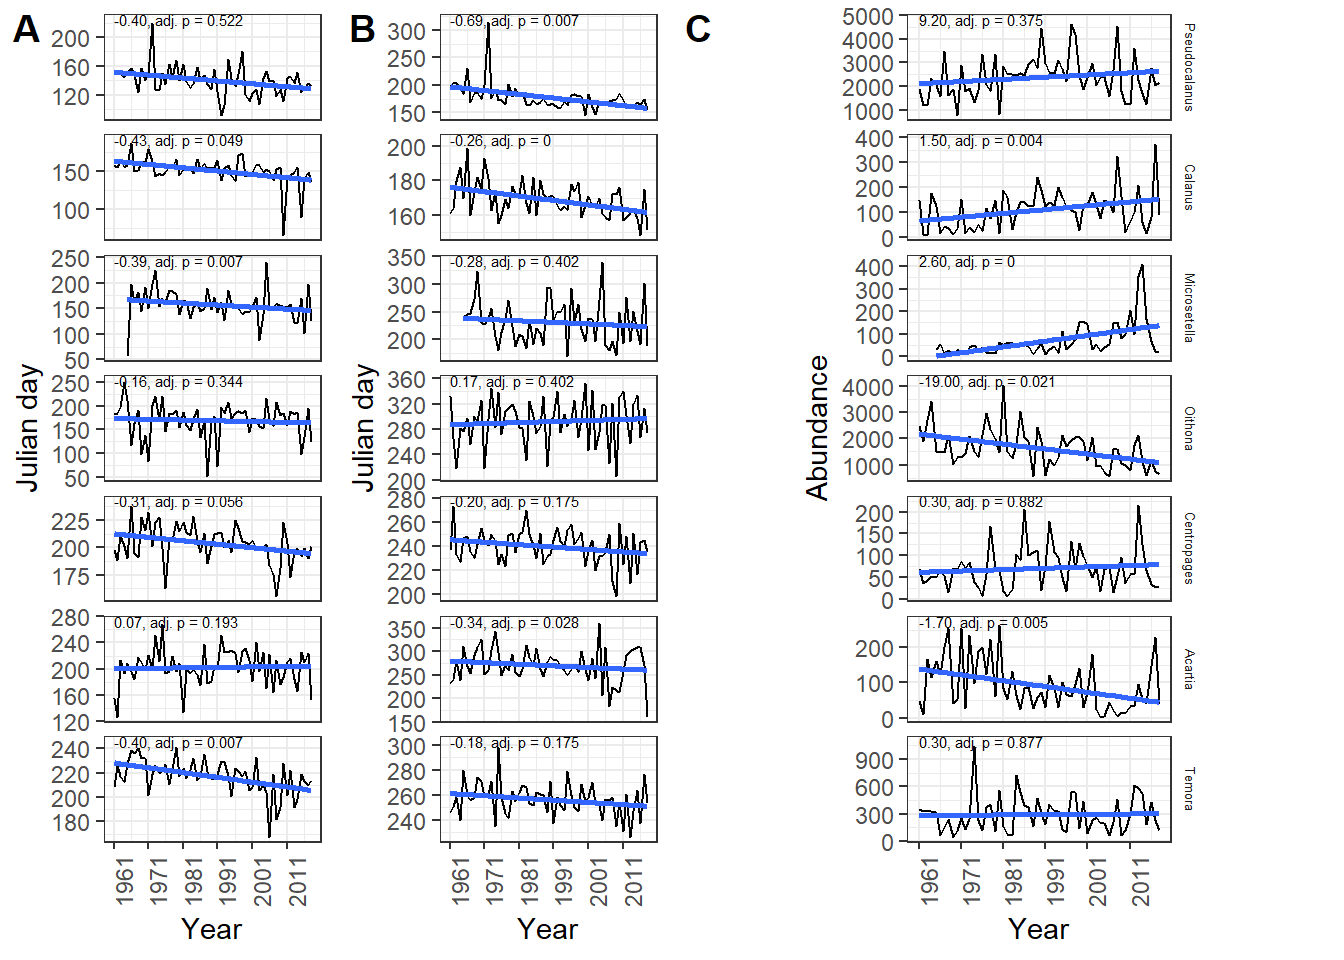 A
-0.40, adj. p = 0.522
200
160
120
-0.43, adj. p = 0.049
150
100
-0.39, adj. p = 0.007
250
200
150
100
50
-0.16, adj. p = 0.344
250
200
150
100
50
-0.31, adj. p = 0.056
225
200
175
0.07, adj. p = 0.193
280
240
200
160
120
-0.40, adj. p = 0.007
240
220
200
180
Julian day
1961
1971
1981
1991
2001
2011
Year
B
-0.69, adj. p = 0.007
300
250
200
150
-0.26, adj. p = 0
200
180
160
-0.28, adj. p = 0.402
350
300
250
200
0.17, adj. p = 0.402
360
320
280
240
200
-0.20, adj. p = 0.175
280
260
240
220
200
-0.34, adj. p = 0.028
350
300
250
200
150
-0.18, adj. p = 0.175
300
280
260
240
Julian day
1961
1971
1981
1991
2001
2011
Year
C
9.20, adj. p = 0.375
5000
4000
3000
2000
1000
Pseudocalanus
1.50, adj. p = 0.004
400
300
200
100
0
Calanus
2.60, adj. p = 0
400
300
200
100
0
Microsetella
-19.00, adj. p = 0.021
4000
3000
2000
1000
Oithona
0.30, adj. p = 0.882
200
150
100
50
0
Centropages
-1.70, adj. p = 0.005
200
100
0
Acartia
0.30, adj. p = 0.877
900
600
300
0
Temora
Abundance
1961
1971
1981
1991
2001
2011
Year